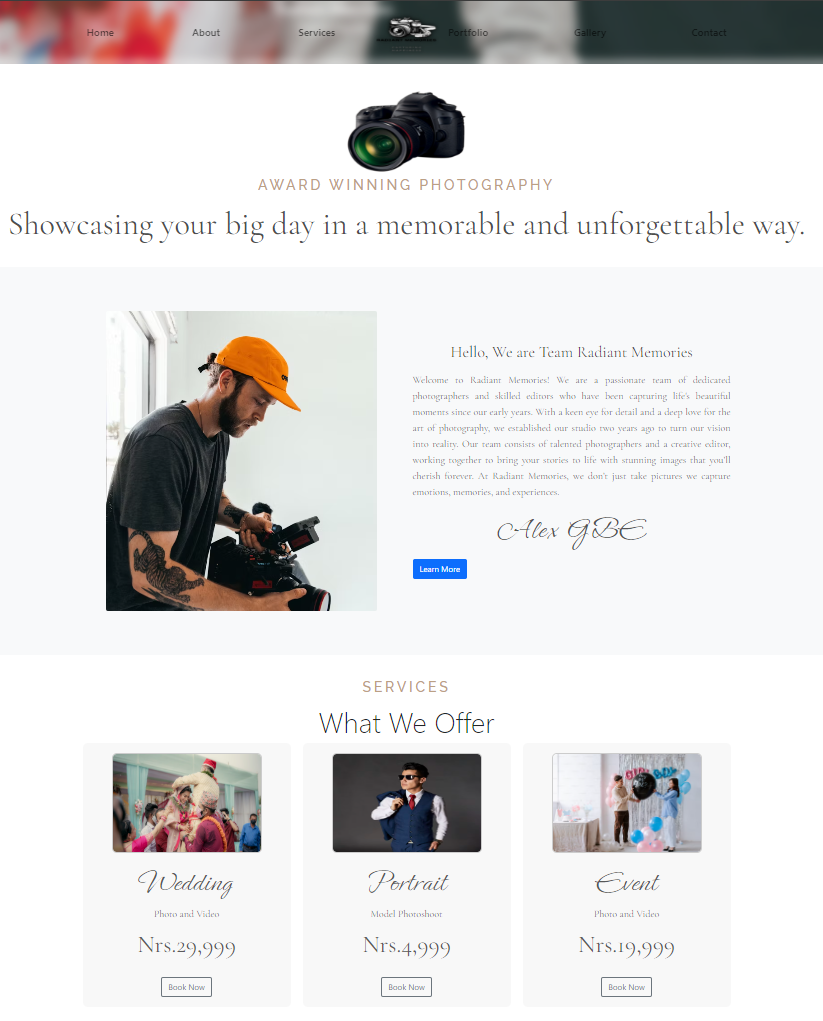 Home About Services Portfolio Gallery Contact
AWARD WINNING PHOTOGRAPHY
Showcasing your big day in a memorable and unforgettable way.
Hello, We are Team Radiant Memories
Welcome to Radiant Memories! We are a passionate team of dedicated
photographers and skilled editors who have been capturing life's beautiful
moments since our early years. With a keen eye for detail and a deep love for the
art of photography, we established our studio two years ago to turn our vision
into reality. Our team consists of talented photographers and a creative editor,
working together to bring your stories to life with stunning images that you'll
cherish forever. At Radiant Memories, we don't just take pictures we capture
emotions, memories, and experiences.
Alex GBE
Learn More
SERVICES
What We Offer
Wedding Portrait Event
Photo and Video Model Photoshoot Photo and Video
Nrs.29,999 Nrs.4,999 Nrs.19,999
Book Now Book Now Book Now